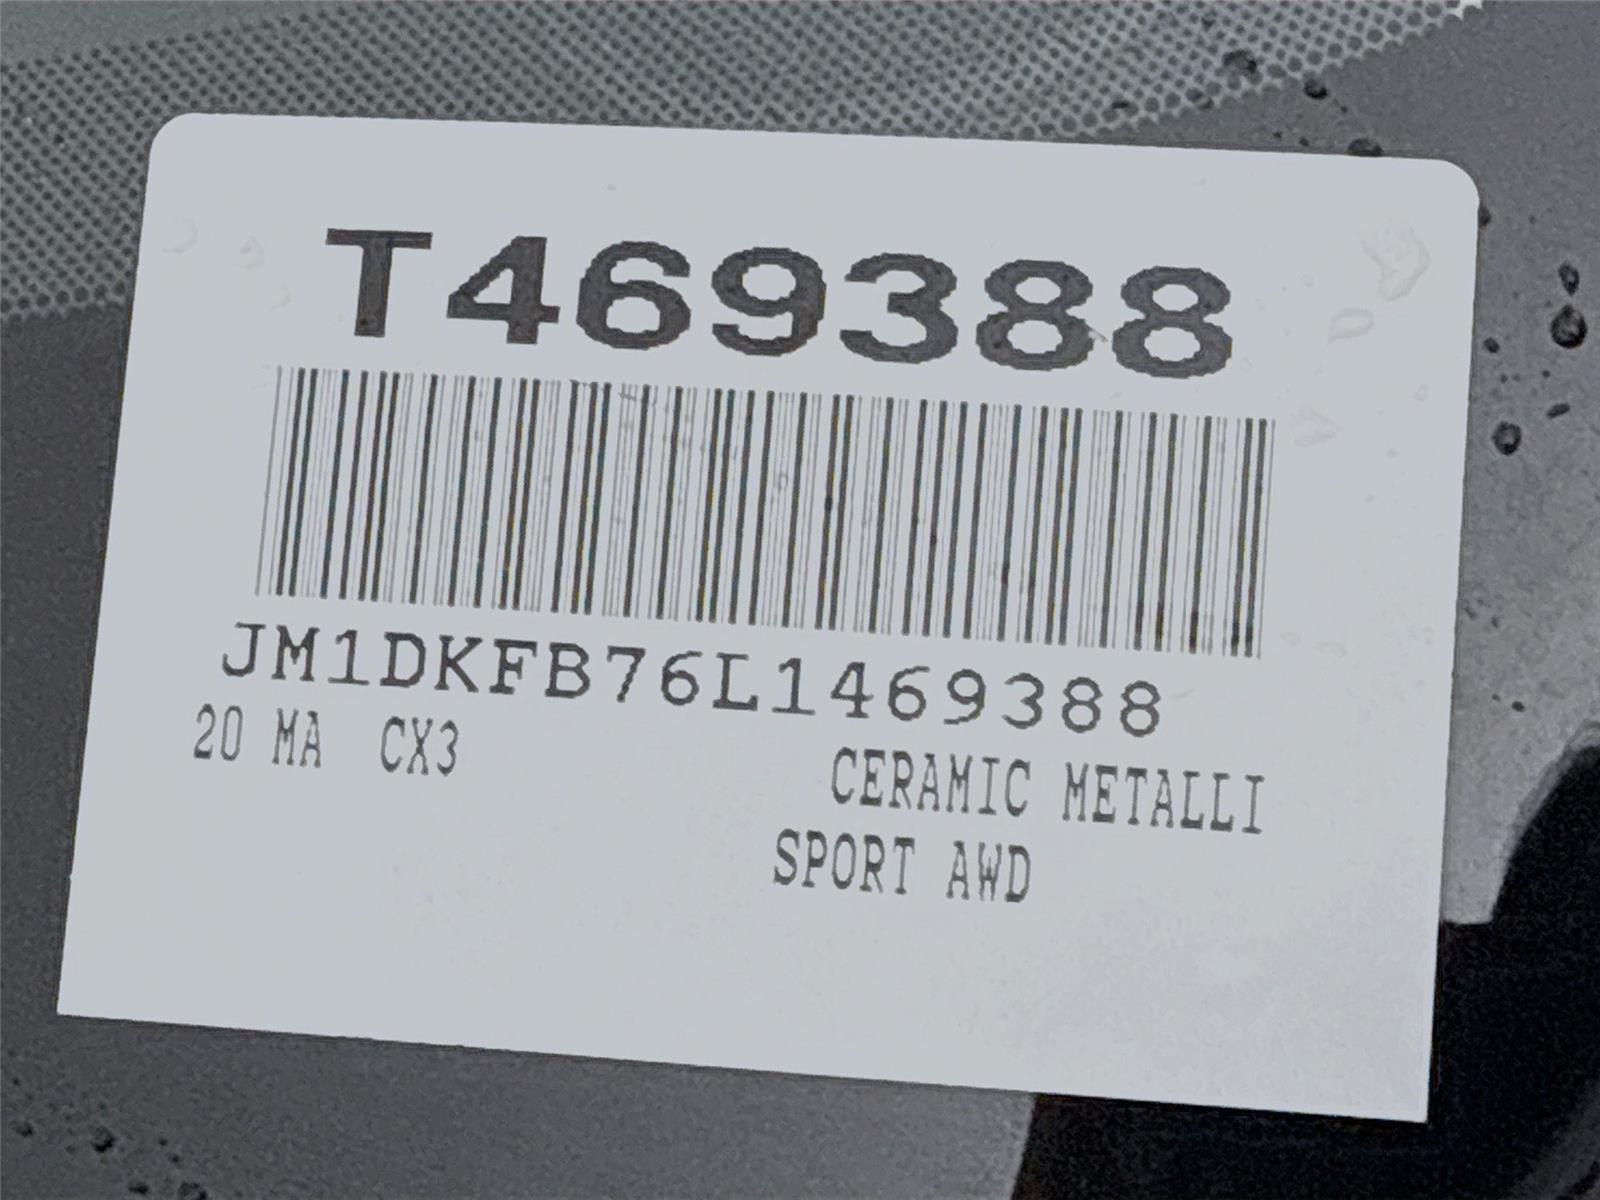 T469388
JM1DKFB76L1469388
20 MA CX3
CERAMIC METALLI
SPORT AWD